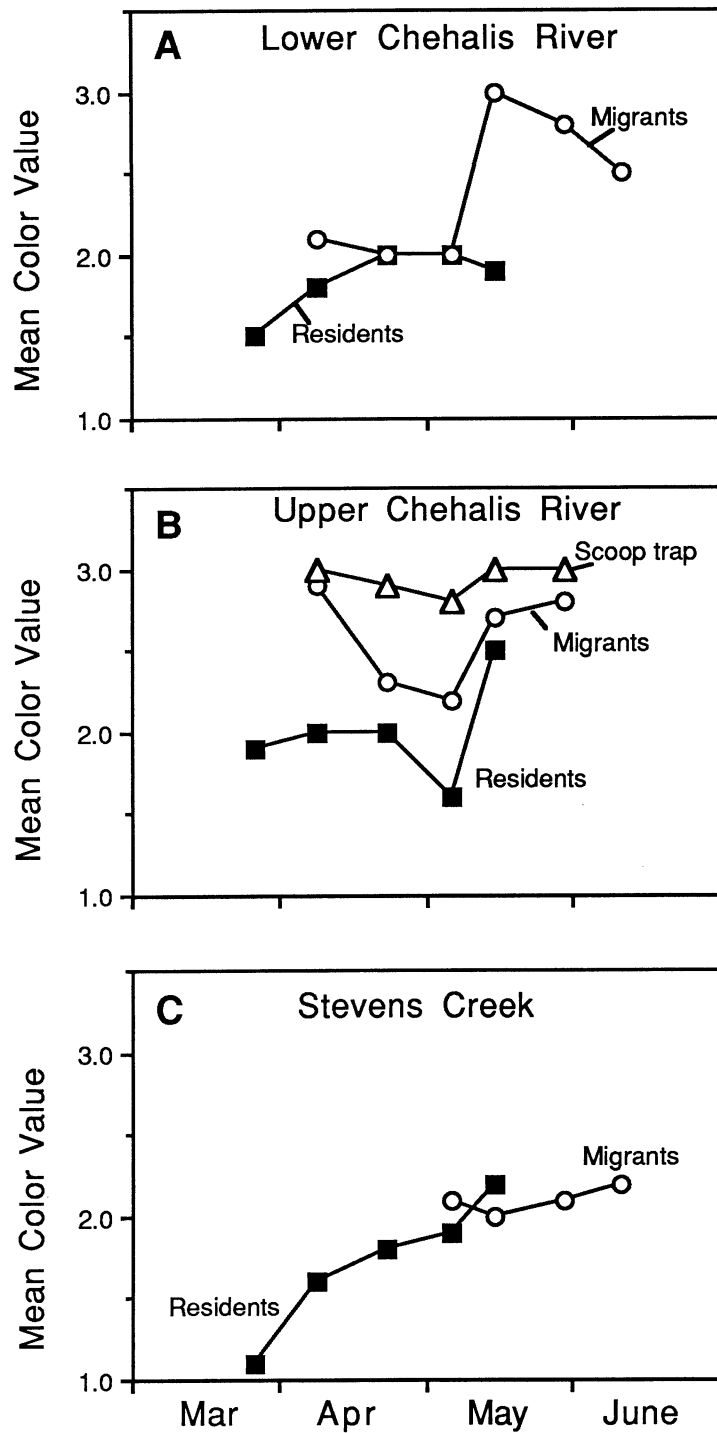 A
Lower Chehalis River
3.0
Migrants
2.0
Residents
1.0
Mean Color Value
B
Upper Chehalis River
Scoop trap
3.0
Migrants
2.0
Residents
1.0
Mean Color Value
C
Stevens Creek
3.0
Migrants
2.0
Residents
1.0
Mean Color Value
Mar Apr May June